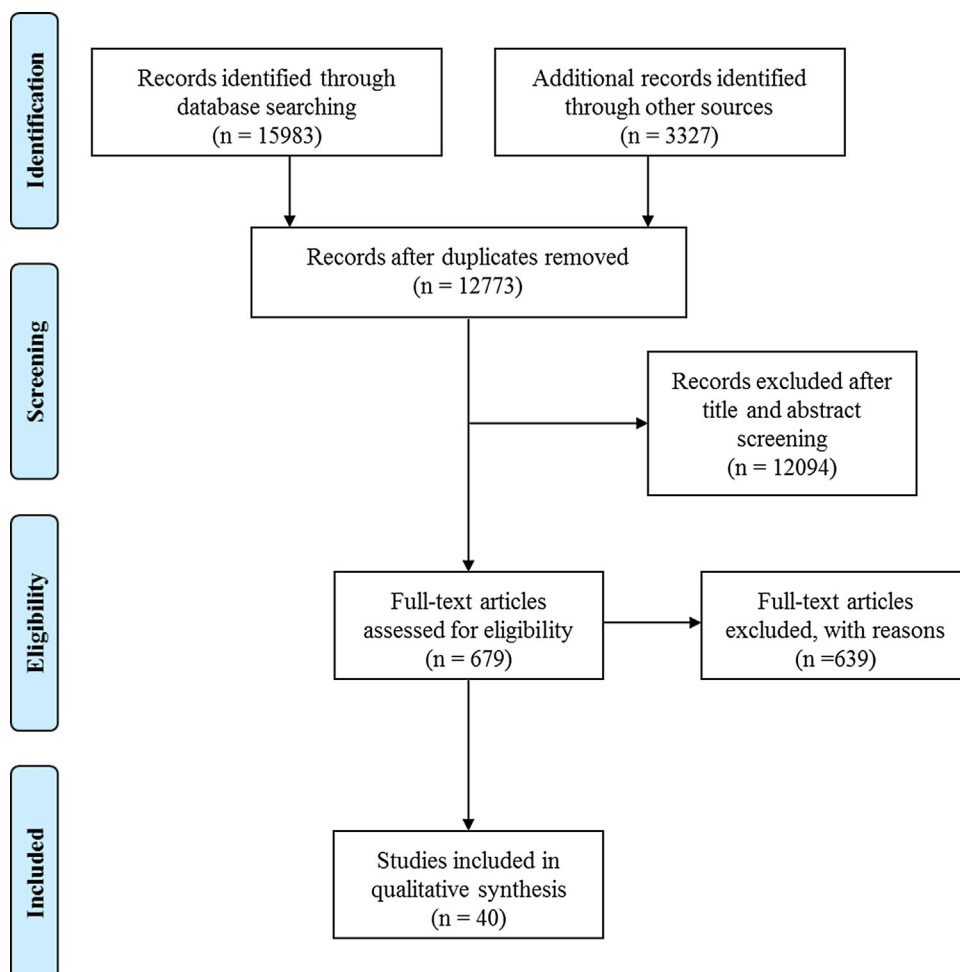 Identification
Records identified through
database searching
(n = 15983)
Additional records identified
through other sources
(n = 3327)
Records after duplicates removed
(n = 12773)
Screening
Records excluded after
title and abstract
screening
(n = 12094)
Eligibility
Full-text articles
assessed for eligibility
(n = 679)
Full-text articles
excluded, with reasons
(n =639)
Included
Studies included in
qualitative synthesis
(n = 40)